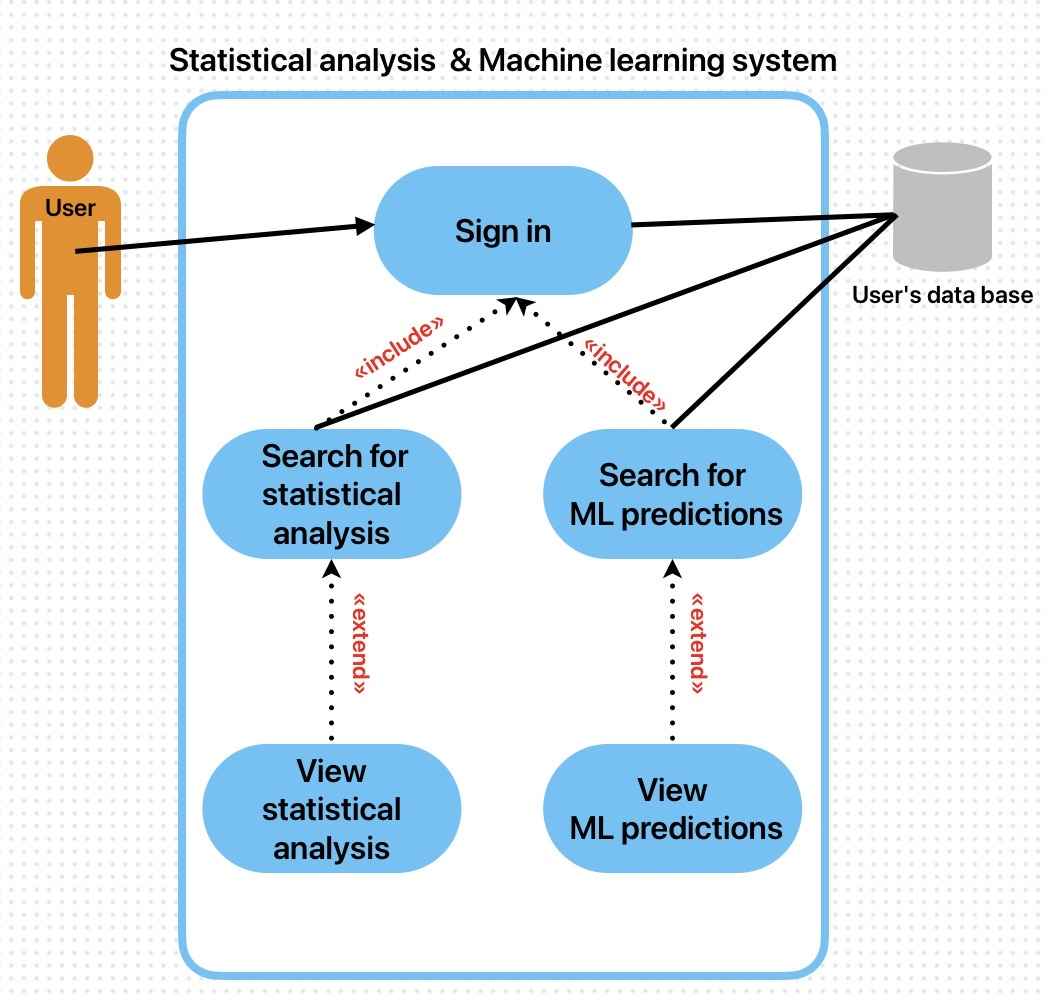 Statistical analysis & Machine learning system
User
Sign in
User's data base
«include»
«include»
Search for
statistical
analysis
Search for
ML predictions
«extend»
«extend»
View
statistical
analysis
View
ML predictions